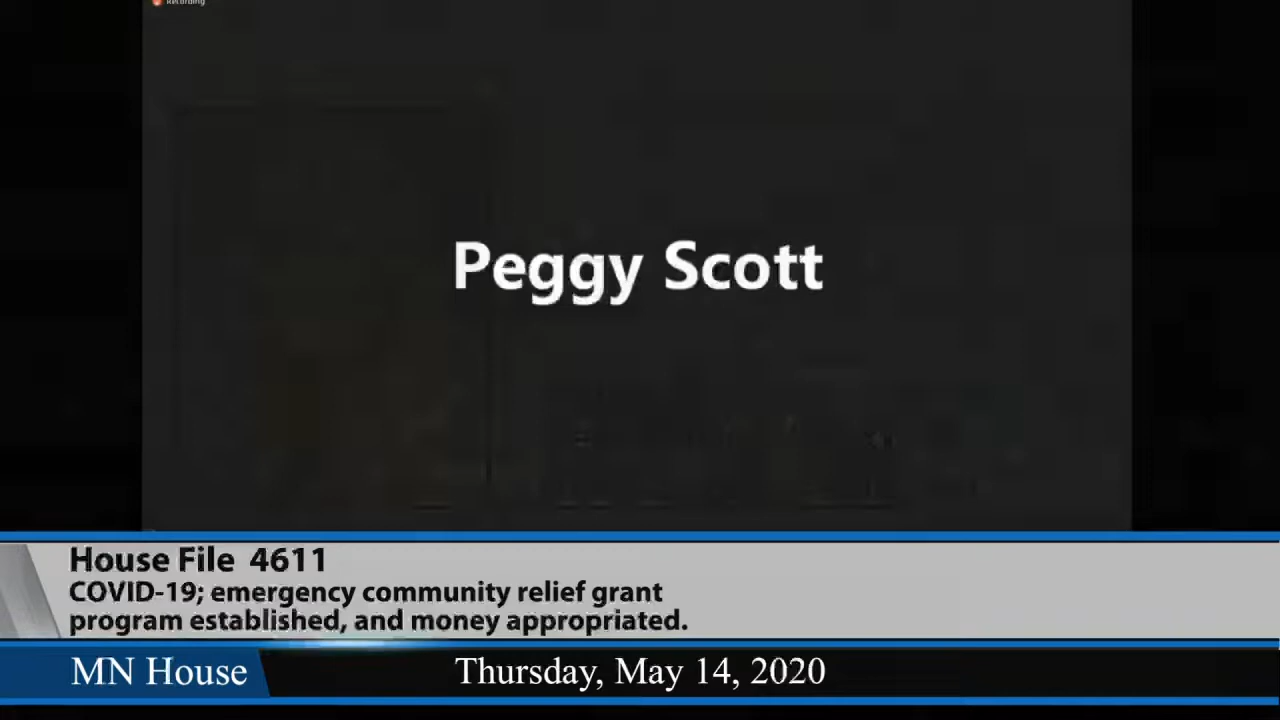 Recording
Peggy Scott
House File 4611
COVID-19; emergency community relief grant
program established, and money appropriated.
MN House
Thursday, May 14, 2020